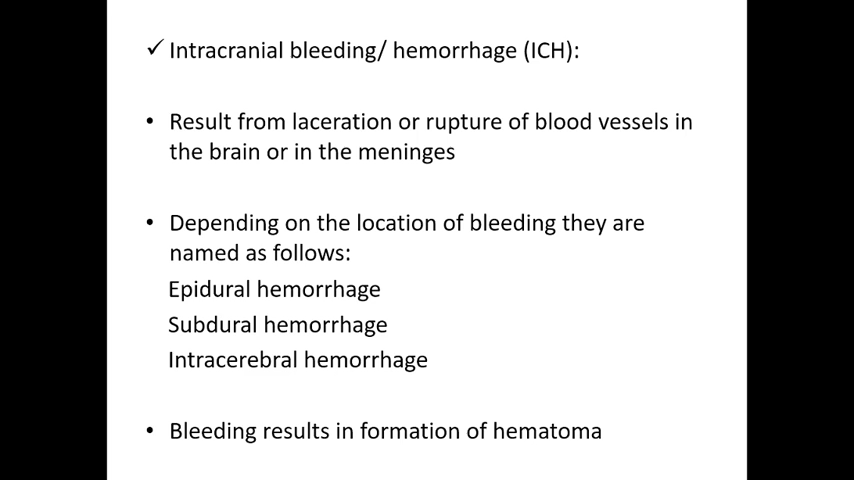 ✓ Intracranial bleeding/ hemorrhage (ICH):
• Result from laceration or rupture of blood vessels in
the brain or in the meninges
• Depending on the location of bleeding they are
named as follows:
Epidural hemorrhage
Subdural hemorrhage
Intracerebral hemorrhage
• Bleeding results in formation of hematoma